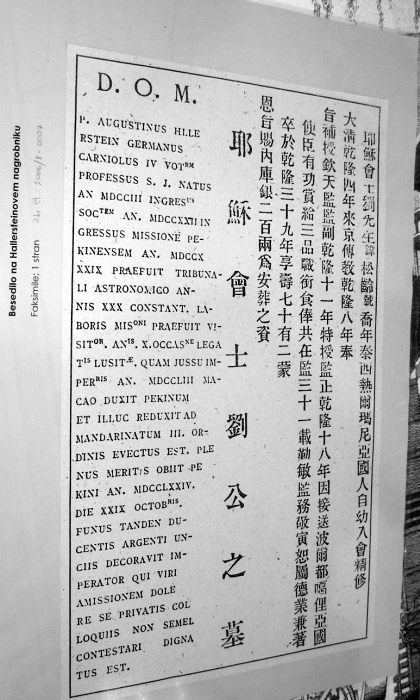 Besedilo na Hallersteinovem nagrobniku
Faksimile; 1 stran
D. O. M.
P. AUGUSTINUS HLLE
RSTEIN GERMANUS
CARNIOLUS IV VOTRM
PROFESSUS S. J. NATUS
AN MDCCIII INGRESUS
SOCTEM AN. MDCCXXII IN
GRESSUS MISSIONE PE-
KINENSEM AN. MDCCX
XXIX PRAEFUIT TRIBUNA-
LI ASTRONOMICO AN-
NIS XXX CONSTANT. LA-
BORIS MISONI PRAEFUIT VI-
SITOR. ANIS. X. OCCASNE LEGA
TIS LUSITÆ. QUAM JUSSU IM-
PERRIS AN. MDCCLIII MA-
CAO DUXIT PEKINUM
ET ILLUC REDUXIT AD
MANDARINATUM III. OR-
DINIS EVECTUS EST. PLE
NUS MERITIS OBIIT PE
KINI AN. MDCCLXXIV,
DIE XXIX OCTOBRIS.
FUNUS TANDEN DU-
CENTIS ARGENTI UN-
CIIS DECORAVIT IM-
PERATOR QUI VIRI
AMISSIONEM DOLE
RE SE PRIVATIS COL
LOQUIIS NON SEMEL
CONTESTARI DIGNA
TUS EST.
耶穌會士劉先生諱松齡號喬年泰西熱爾瑪尼亞國人自幼入會精修
大清乾隆四年來京傳教乾隆八年奉
旨補授欽天監監副乾隆十一年特授監正乾隆十八年因接送波爾都噶俚亞國
使臣有功賞給三品職銜食俸共在監三十一載勤敏監務敬寅恕屬德業兼著
卒於乾隆三十九年享壽七十有二蒙
恩旨賜內庫銀二百兩爲安葬之資
耶穌會士劉公之墓